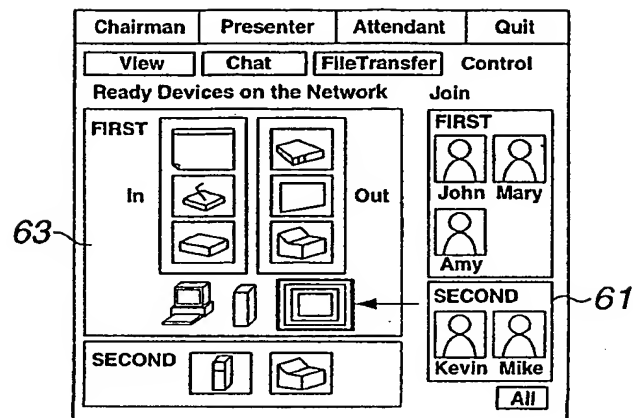 Chairman Presenter Attendant Quit
View Chat FileTransfer Control
Ready Devices on the Network Join
FIRST
In
Out
63
FIRST
John Mary
Amy
SECOND
61
Kevin Mike
SECOND
All